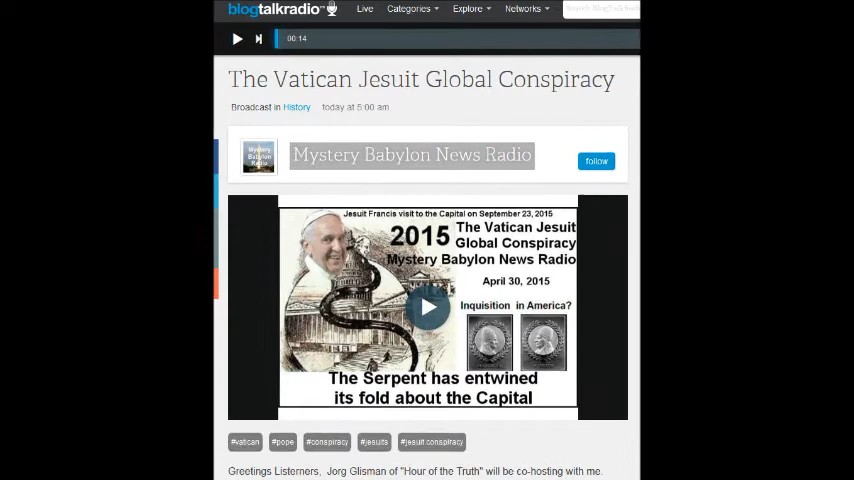 blogtalkradio
Live Categories Explore Networks
00:14
The Vatican Jesuit Global Conspiracy
Broadcast in History today at 5:00 am
Mystery Babylon Radio
Mystery Babylon News Radio
follow
Jesuit Francis visit to the Capital on September 23, 2015
2015
The Vatican Jesuit
Global Conspiracy
Mystery Babylon News Radio
April 30, 2015
Inquisition in America?
The Serpent has entwined
its fold about the Capital
#vatican #pope #conspiracy #jesuits #jesuit conspiracy
Greetings Listerners, Jorg Glisman of "Hour of the Truth" will be co-hosting with me.